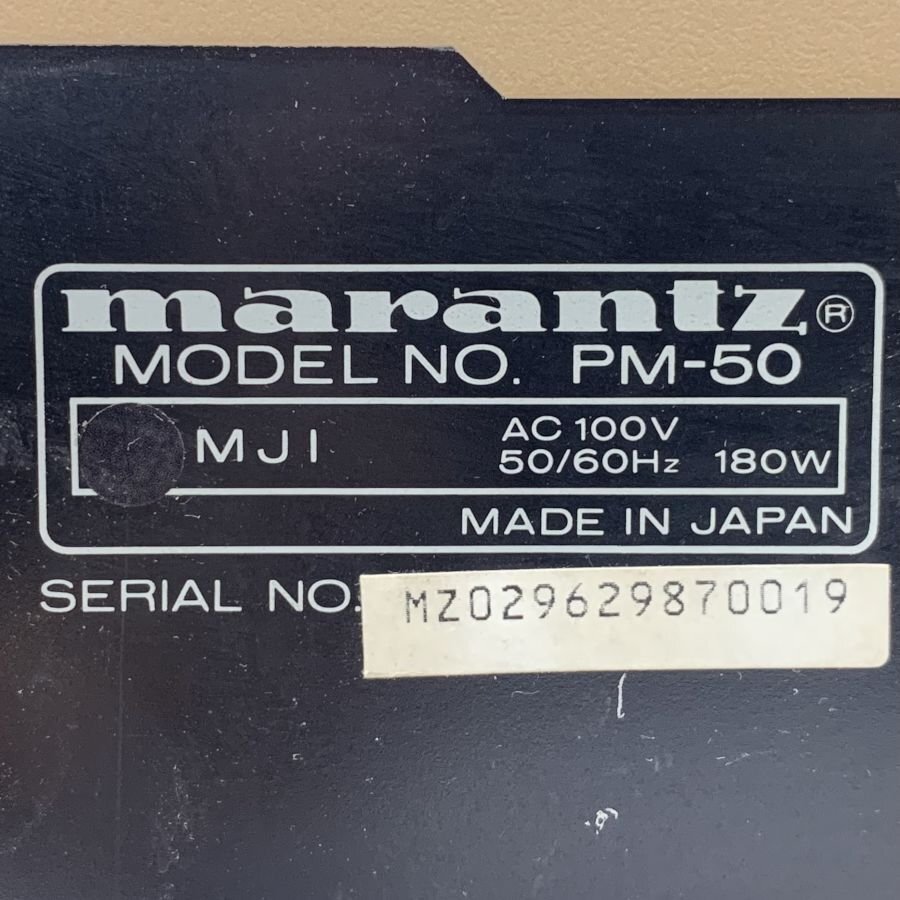 marantz®
MODEL NO. PM-50
MJI
AC 100V
50/60Hz 180W
MADE IN JAPAN
SERIAL NO. MZ029629870019